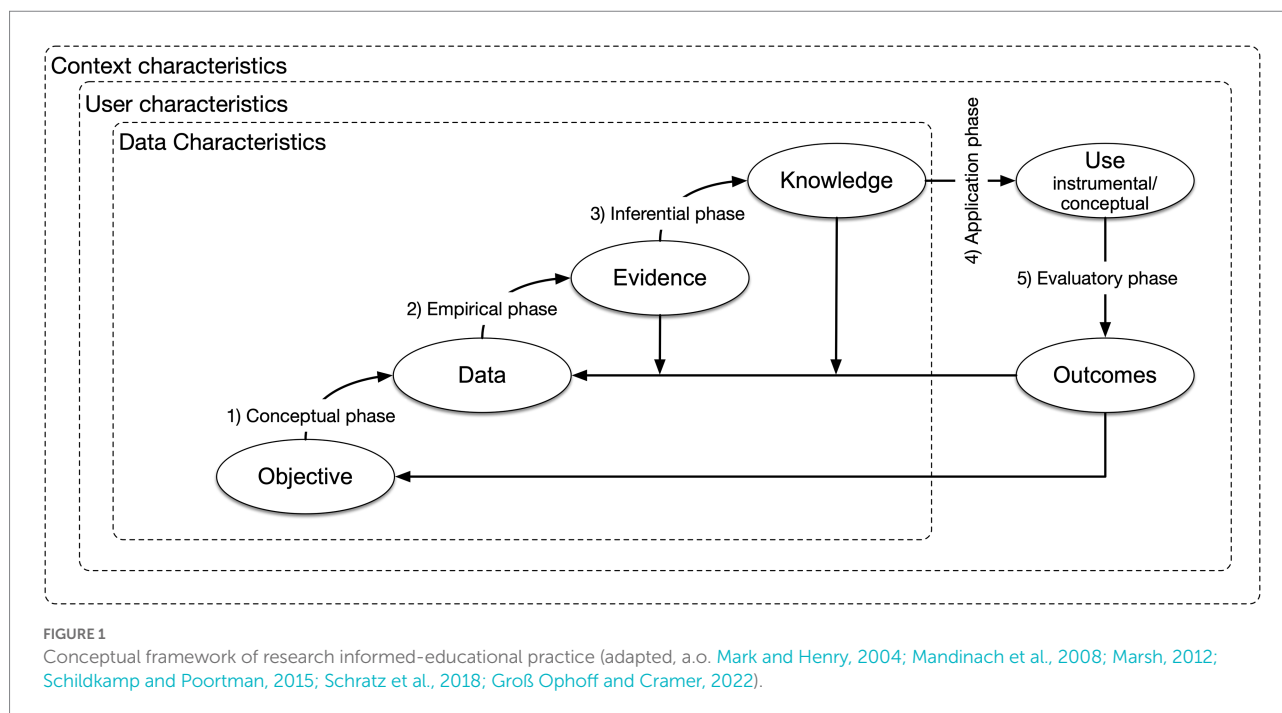 Context characteristics
User characteristics
Data Characteristics
Knowledge
4) Application phase
Use
instrumental/
conceptual
3) Inferential phase
Evidence
5) Evaluatory phase
2) Empirical phase
Data
Outcomes
1) Conceptual phase
Objective
FIGURE 1
Conceptual framework of research informed-educational practice (adapted, a.o. Mark and Henry, 2004; Mandinach et al., 2008; Marsh, 2012;
Schildkamp and Poortman, 2015; Schratz et al., 2018; Groß Ophoff and Cramer, 2022).